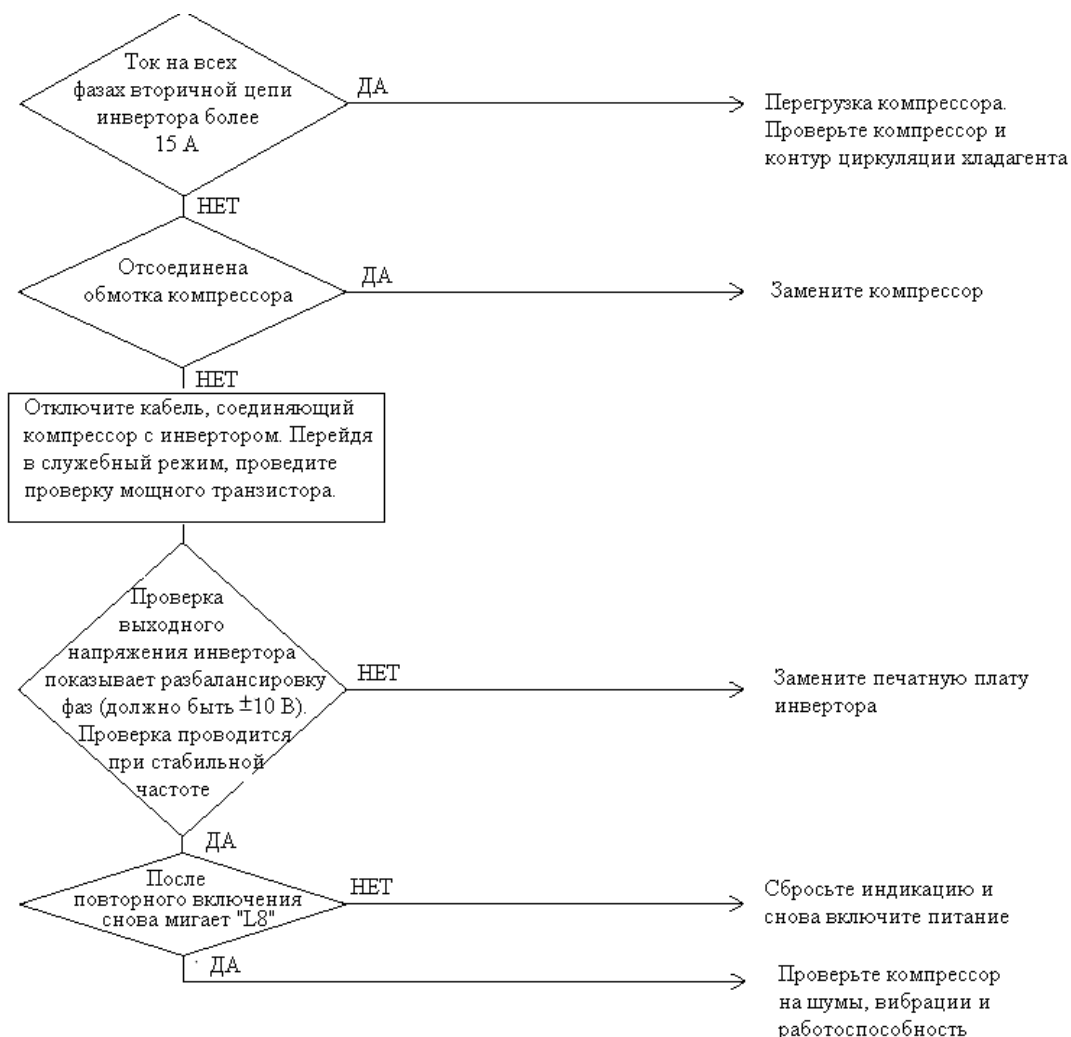 Ток на всех
фазах вторичной цепи
инвертора более
15 А
ДА
Перегрузка компрессора.
Проверьте компрессор и
контур циркуляции хладагента
НЕТ
Отсоединена
обмотка компрессора
ДА
Замените компрессор
НЕТ
Отключите кабель, соединяющий
компрессор с инвертором. Перейдя
в служебный режим, проведите
проверку мощного транзистора.
Проверка
выходного
напряжения инвертора
показывает разбалансировку
фаз (должно быть ±10 В).
Проверка проводится
при стабильной
частоте
НЕТ
Замените печатную плату
инвертора
ДА
После
повторного включения
снова мигает "L8"
НЕТ
Сбросьте индикацию и
снова включите питание
ДА
Проверьте компрессор
на шумы, вибрации и
работоспособность